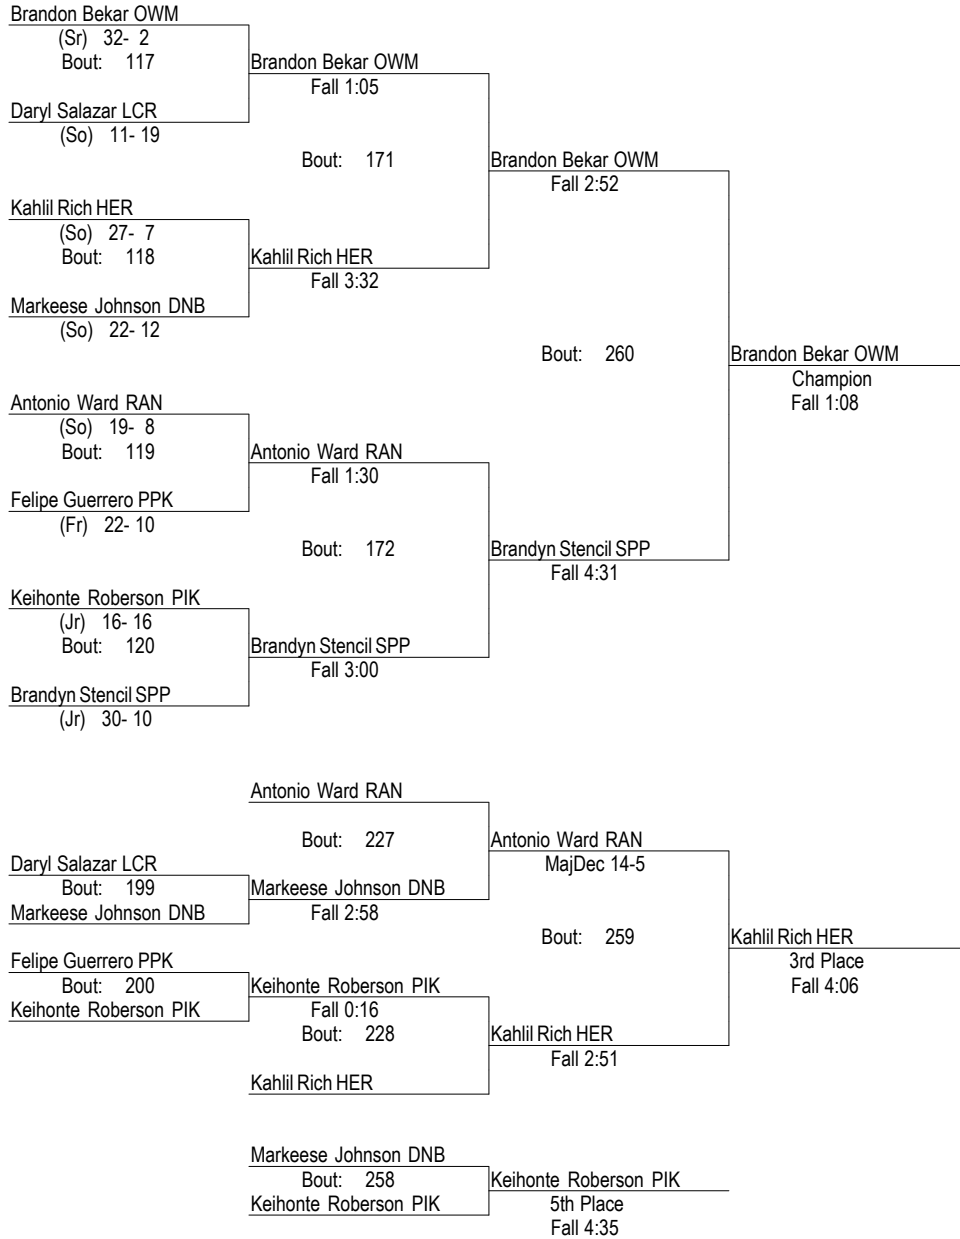 Brandon Bekar OWM
(Sr) 32- 2
Bout: 117
Brandon Bekar OWM
Fall 1:05
Daryl Salazar LCR
(So) 11- 19
Bout: 171
Brandon Bekar OWM
Fall 2:52
Kahlil Rich HER
(So) 27- 7
Bout: 118
Kahlil Rich HER
Fall 3:32
Markeese Johnson DNB
(So) 22- 12
Bout: 260
Brandon Bekar OWM
Champion
Fall 1:08
Antonio Ward RAN
(So) 19- 8
Bout: 119
Antonio Ward RAN
Fall 1:30
Felipe Guerrero PPK
(Fr) 22- 10
Bout: 172
Brandyn Stencil SPP
Fall 4:31
Keihonte Roberson PIK
(Jr) 16- 16
Bout: 120
Brandyn Stencil SPP
Fall 3:00
Brandyn Stencil SPP
(Jr) 30- 10
Antonio Ward RAN
Bout: 227
Antonio Ward RAN
MajDec 14-5
Daryl Salazar LCR
Bout: 199
Markeese Johnson DNB
Markeese Johnson DNB
Fall 2:58
Bout: 259
Kahlil Rich HER
3rd Place
Fall 4:06
Felipe Guerrero PPK
Bout: 200
Keihonte Roberson PIK
Keihonte Roberson PIK
Fall 0:16
Bout: 228
Kahlil Rich HER
Fall 2:51
Kahlil Rich HER
Markeese Johnson DNB
Bout: 258
Keihonte Roberson PIK
Keihonte Roberson PIK
5th Place
Fall 4:35